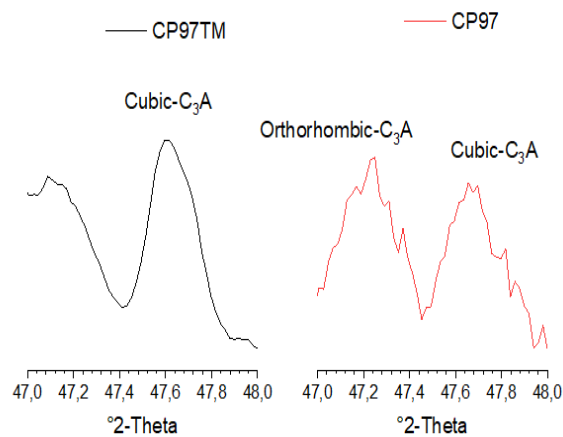 CP97TM
CP97
Cubic-C₃A
Orthorhombic-C₃A
Cubic-C₃A
47,0 47,2 47,4 47,6 47,8 48,0
47,0 47,2 47,4 47,6 47,8 48,0
°2-Theta
°2-Theta